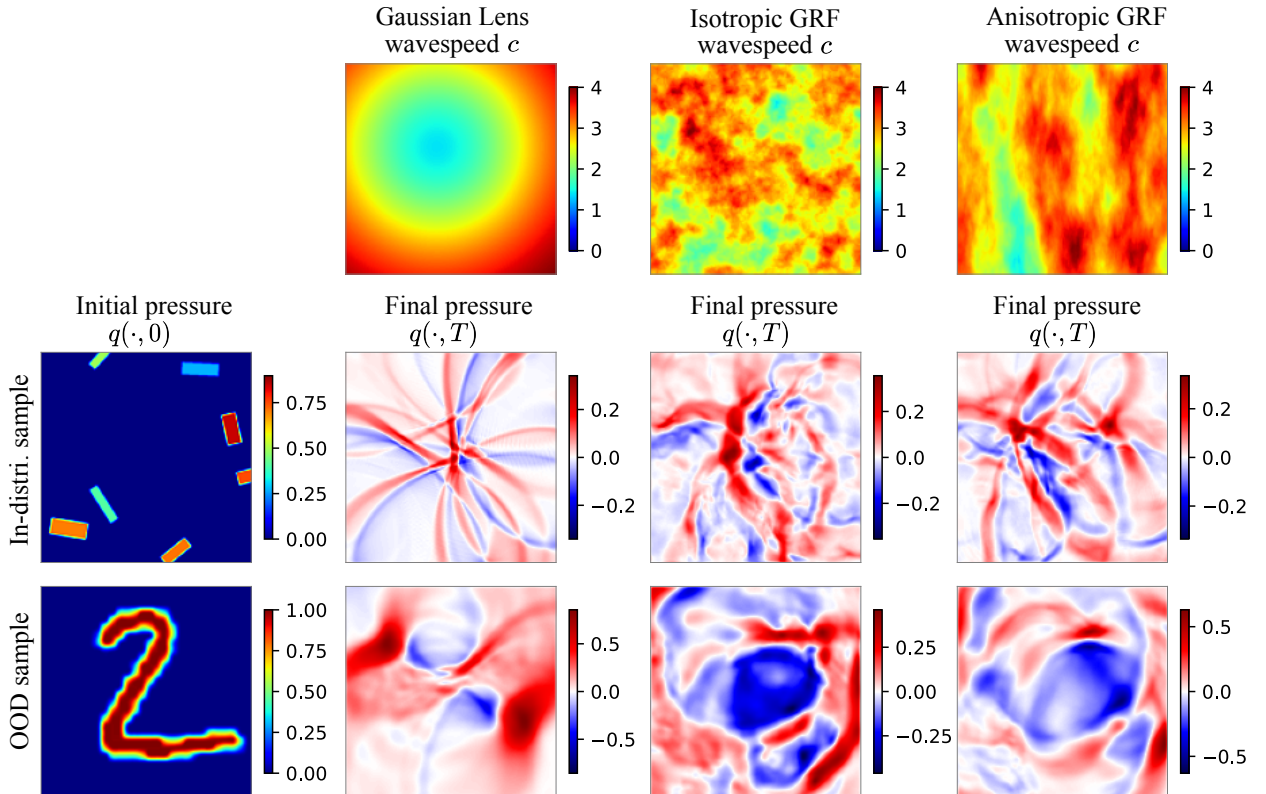 Gaussian Lens
wavespeed c
Isotropic GRF
wavespeed c
Anisotropic GRF
wavespeed c
4
3
2
1
0
4
3
2
1
0
4
3
2
1
0
Initial pressure
q(·, 0)
Final pressure
q(·, T)
Final pressure
q(·, T)
Final pressure
q(·, T)
In-distri. sample
0.75
0.50
0.25
0.00
0.2
0.0
−0.2
0.2
0.0
−0.2
0.2
0.0
−0.2
OOD sample
2
1.00
0.75
0.50
0.25
0.00
0.5
0.0
−0.5
0.25
0.00
−0.25
0.5
0.0
−0.5